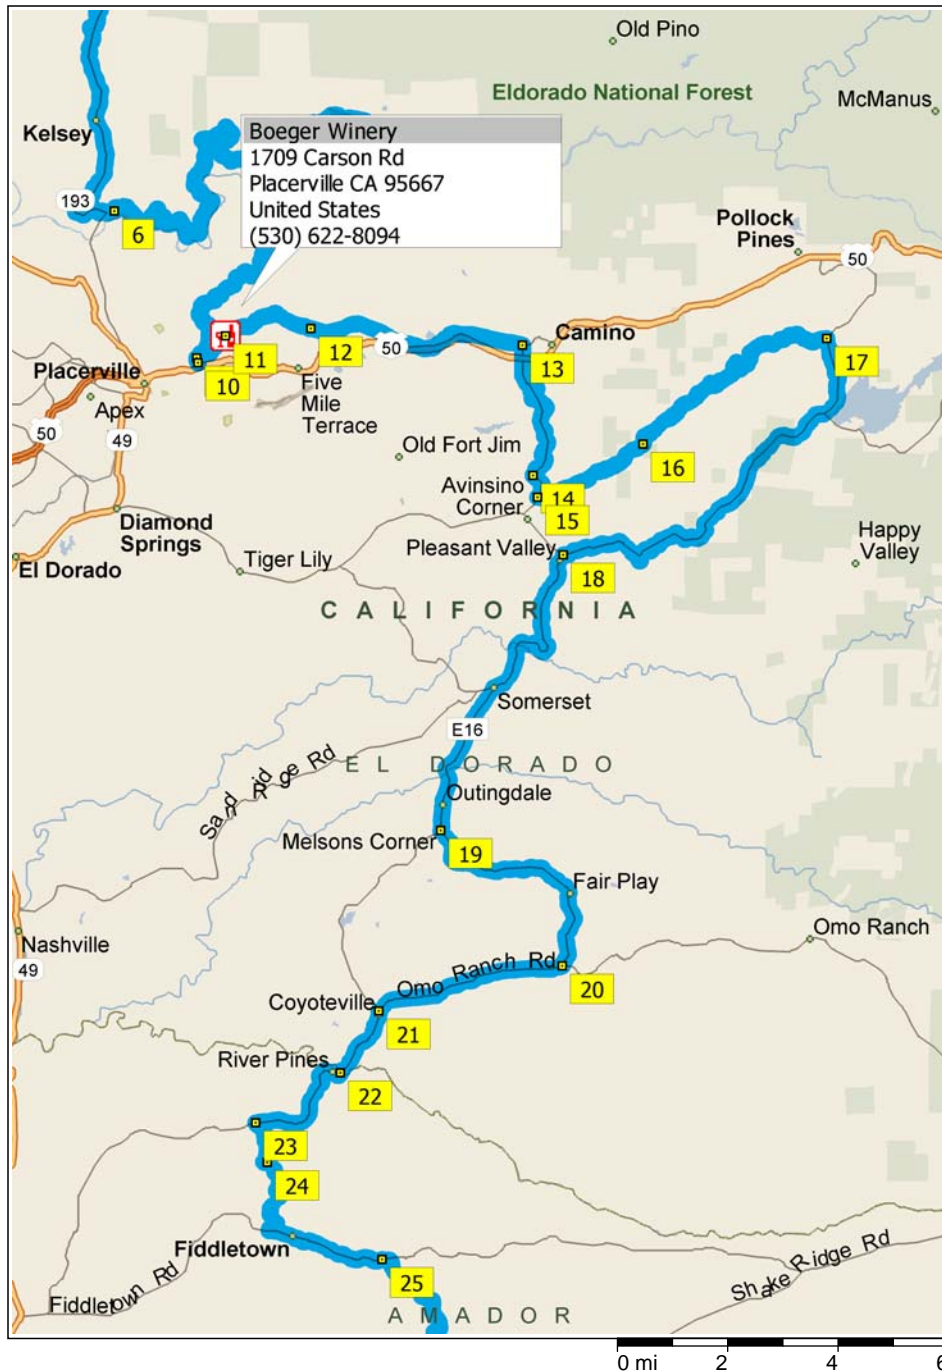 Old Pino
Eldorado National Forest
McManus
Kelsey
Boeger Winery
1709 Carson Rd
Placerville CA 95667
United States
(530) 622-8094
193
6
Pollock
Pines
50
11
12
50
Camino
13
17
10
Placerville
Five
Mile
Terrace
Apex
50
49
Old Fort Jim
16
Avinsino
Corner
14
15
Diamond
Springs
Happy
Valley
Pleasant Valley
El Dorado
Tiger Lily
18
CALIFORNIA
Somerset
E16
Sand Ridge Rd
EL DORADO
Outingdale
Melsons Corner
19
Fair Play
Omo Ranch
Nashville
49
Omo Ranch Rd
20
Coyoteville
21
River Pines
22
23
24
Fiddletown
25
Shake Ridge Rd
Fiddletown Rd
AMADOR
0 mi 2 4 6